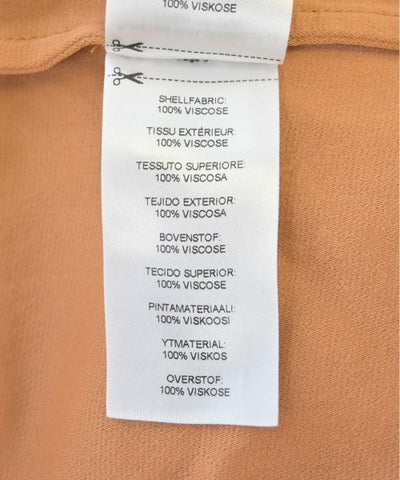 100% VISKOSE
SHELLFABRIC:
100% VISCOSE
TISSU EXTÉRIEUR:
100% VISCOSE
TESSUTO SUPERIORE:
100% VISCOSA
TEJIDO EXTERIOR:
100% VISCOSA
BOVENSTOF:
100% VISCOSE
TECIDO SUPERIOR:
100% VISCOSE
PINTAMATERIAALI:
100% VISKOOSI
YTMATERIAL:
100% VISKOS
OVERSTOF:
100% VISKOSE